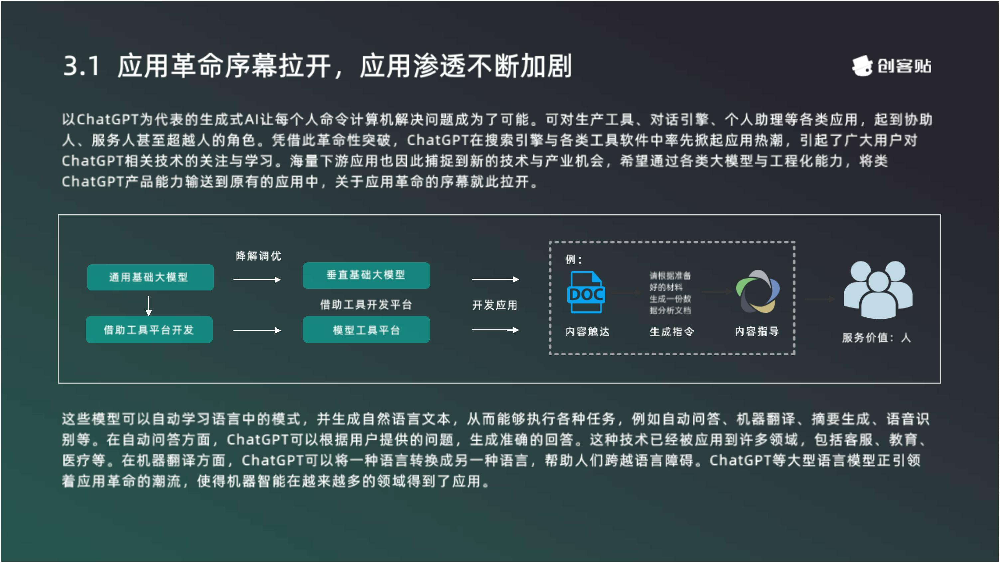 3.1 应用革命序幕拉开，应用渗透不断加剧
创客贴
以ChatGPT为代表的生成式AI让每个人命令计算机解决问题成为了可能。可对生产工具、对话引擎、个人助理等各类应用，起到协助
人、服务人甚至超越人的角色。凭借此革命性突破，ChatGPT在搜索引擎与各类工具软件中率先掀起应用热潮，引起了广大用户对
ChatGPT相关技术的关注与学习。海量下游应用也因此捕捉到新的技术与产业机会，希望通过各类大模型与工程化能力，将类
ChatGPT产品能力输送到原有的应用中，关于应用革命的序幕就此拉开。
通用基础大模型
降解调优
垂直基础大模型
借助工具开发平台
借助工具平台开发
模型工具平台
开发应用
例：
DOC
内容触达
请根据准备
好的材料
生成一份数
据分析文档
生成指令
内容指导
服务价值：人
这些模型可以自动学习语言中的模式，并生成自然语言文本，从而能够执行各种任务，例如自动问答、机器翻译、摘要生成、语音识
别等。在自动问答方面，ChatGPT可以根据用户提供的问题，生成准确的回答。这种技术已经被应用到许多领域，包括客服、教育、
医疗等。在机器翻译方面，ChatGPT可以将一种语言转换成另一种语言，帮助人们跨越语言障碍。ChatGPT等大型语言模型正引领
着应用革命的潮流，使得机器智能在越来越多的领域得到了应用。